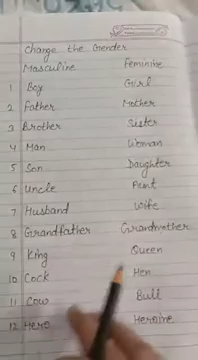 Change the Gender
Masculine Feminine
1 Boy Girl
2 Father Mother
3 Brother Sister
4 Man Woman
5 Son Daughter
6 Uncle Aunt
7 Husband Wife
8 Grandfather Grandmother
9 King Queen
10 Cock Hen
11 Cow Bull
12 Hero Heroine